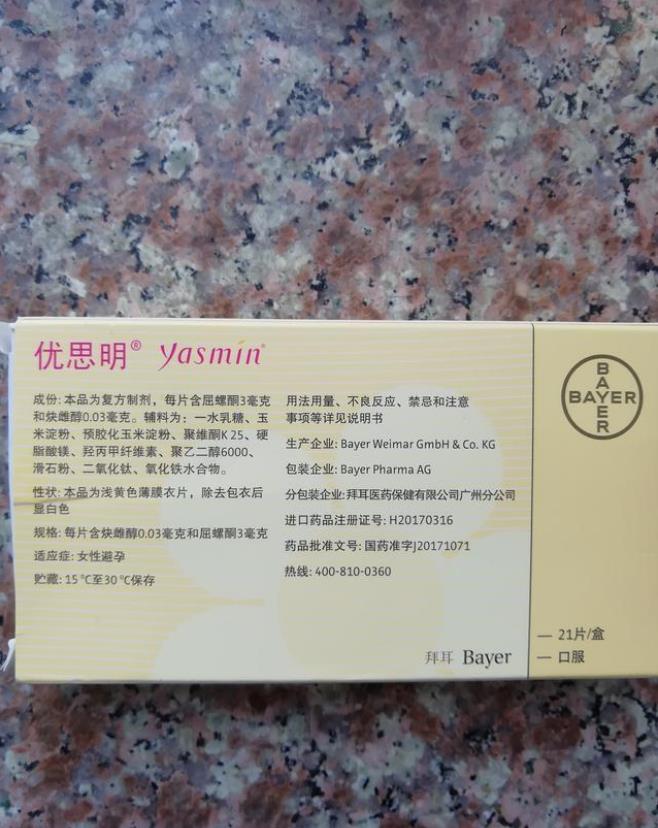 优思明® Yasmin®
成份: 本品为复方制剂，每片含屈螺酮3毫克
和炔雌醇0.03毫克。辅料为：一水乳糖、玉
米淀粉、预胶化玉米淀粉、聚维酮K 25、硬
脂酸镁、羟丙甲纤维素、聚乙二醇6000、
滑石粉、二氧化钛、氧化铁水合物。
性状: 本品为浅黄色薄膜衣片，除去包衣后
显白色
规格: 每片含炔雌醇0.03毫克和屈螺酮3毫克
适应症: 女性避孕
贮藏: 15 °C至30 °C保存
用法用量、不良反应、禁忌和注意
事项等详见说明书
生产企业: Bayer Weimar GmbH & Co. KG
包装企业: Bayer Pharma AG
分包装企业: 拜耳医药保健有限公司广州分公司
进口药品注册证号: H20170316
药品批准文号: 国药准字J20171071
热线: 400-810-0360
拜耳 Bayer
BAYER
BAYER
— 21片/盒
— 口服